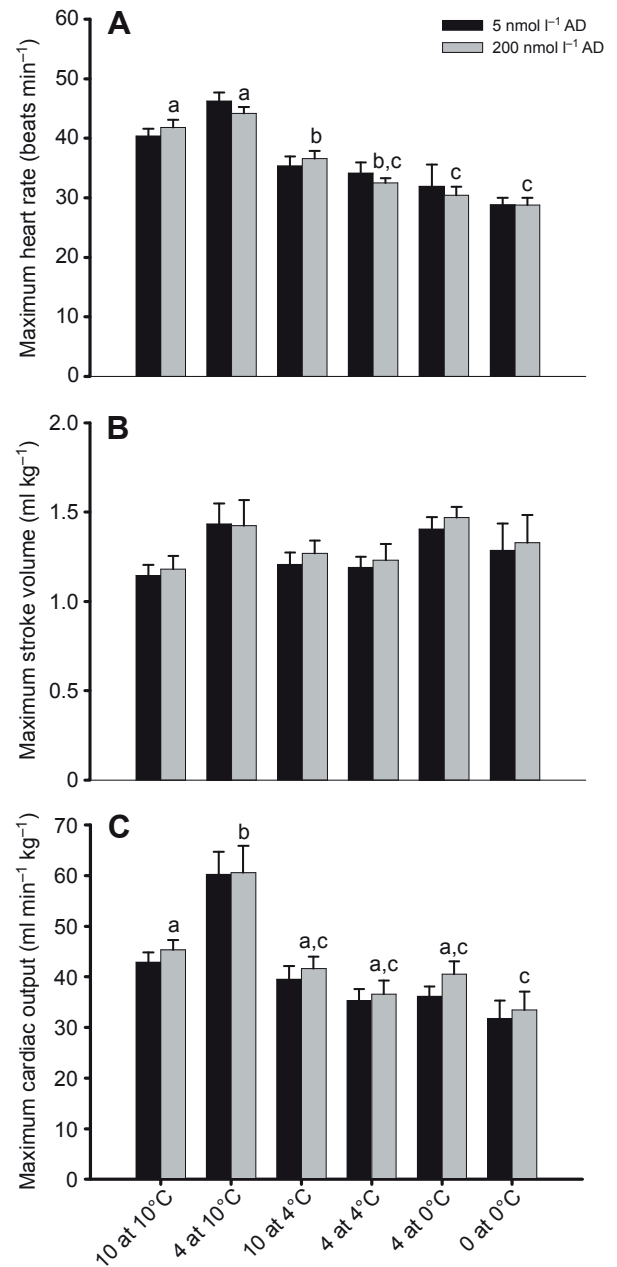 A
5 nmol l⁻¹ AD
200 nmol l⁻¹ AD
Maximum heart rate (beats min⁻¹)
60
50
40
30
20
10
0
a
a
b
b,c
c
c
B
Maximum stroke volume (ml kg⁻¹)
2.0
1.5
1.0
0.5
0
C
Maximum cardiac output (ml min⁻¹ kg⁻¹)
70
60
50
40
30
20
10
0
a
b
a,c
a,c
a,c
c
10 at 10°C
4 at 10°C
10 at 4°C
4 at 4°C
4 at 0°C
0 at 0°C